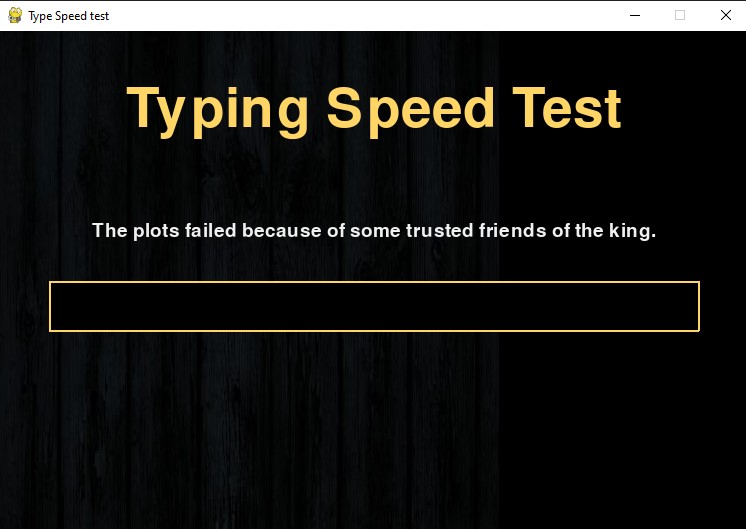 Type Speed test
Typing Speed Test
The plots failed because of some trusted friends of the king.